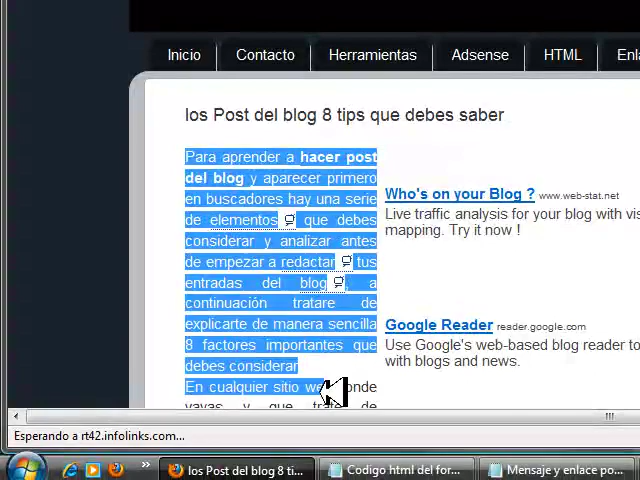 Inicio
Contacto
Herramientas
Adsense
HTML
los Post del blog 8 tips que debes saber
Para aprender a hacer post
del blog y aparecer primero
en buscadores hay una serie
de elementos que debes
considerar y analizar antes
de empezar a redactar tus
entradas del blog, a
continuación tratare de
explicarte de manera sencilla
8 factores importantes que
debes considerar
En cualquier sitio
vayas y que trate de
Who's on your Blog ? www.web-stat.net
Live traffic analysis for your blog with
mapping. Try it now !
Google Reader reader.google.com
Use Google's web-based blog reader to
with blogs and news.
Esperando a rt42.infolinks.com...
los Post del blog 8 ti...
Codigo html del for...
Mensaje y enlace po...